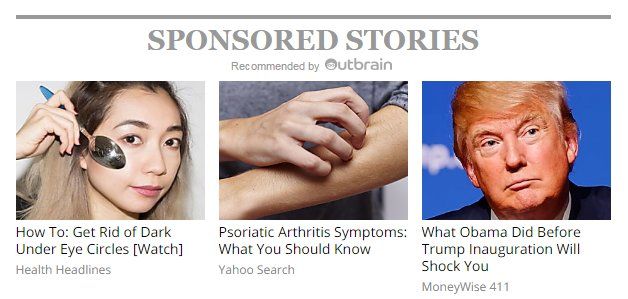 SPONSORED STORIES
Recommended by Outbrain
How To: Get Rid of Dark
Under Eye Circles [Watch]
Health Headlines
Psoriatic Arthritis Symptoms:
What You Should Know
Yahoo Search
What Obama Did Before
Trump Inauguration Will
Shock You
MoneyWise 411